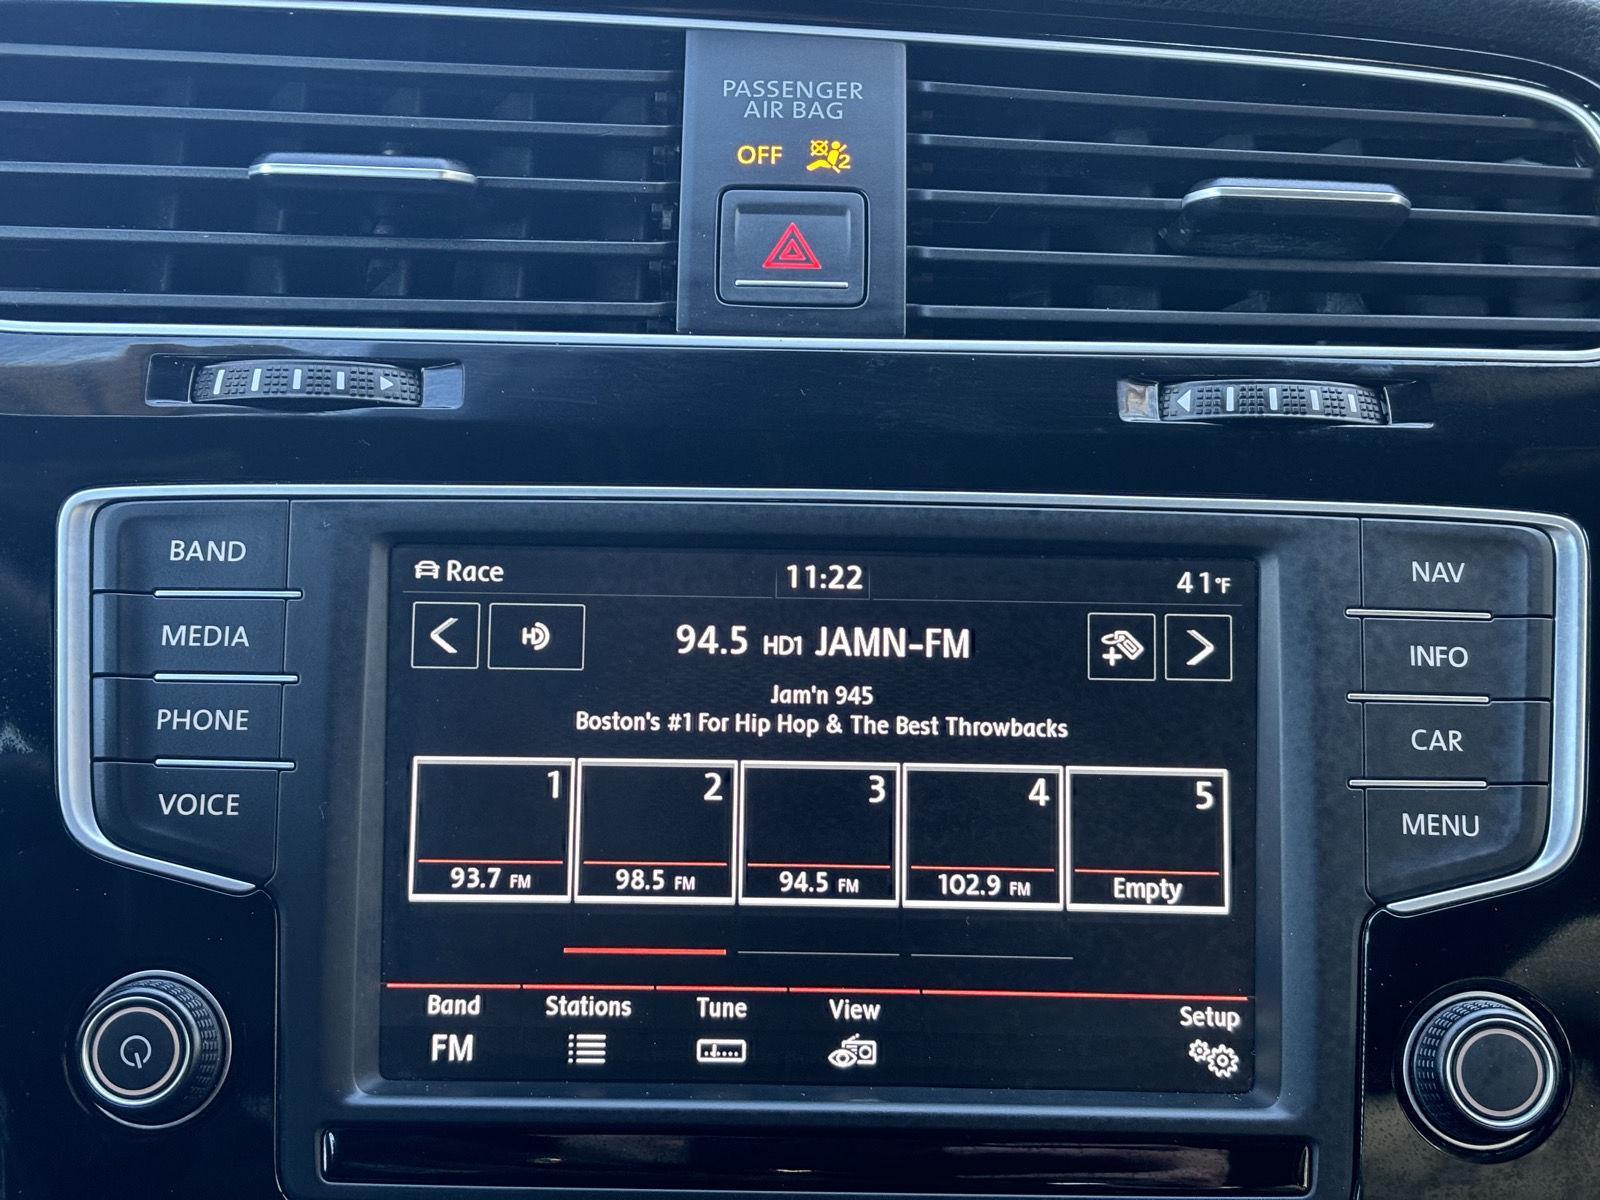 PASSENGER
AIR BAG
OFF 2
BAND
MEDIA
PHONE
VOICE
Race 11:22 41°F
HD 94.5 HD1 JAMN-FM
Jam'n 945
Boston's #1 For Hip Hop & The Best Throwbacks
1 2 3 4 5
93.7 FM 98.5 FM 94.5 FM 102.9 FM Empty
Band Stations Tune View Setup
FM
NAV
INFO
CAR
MENU